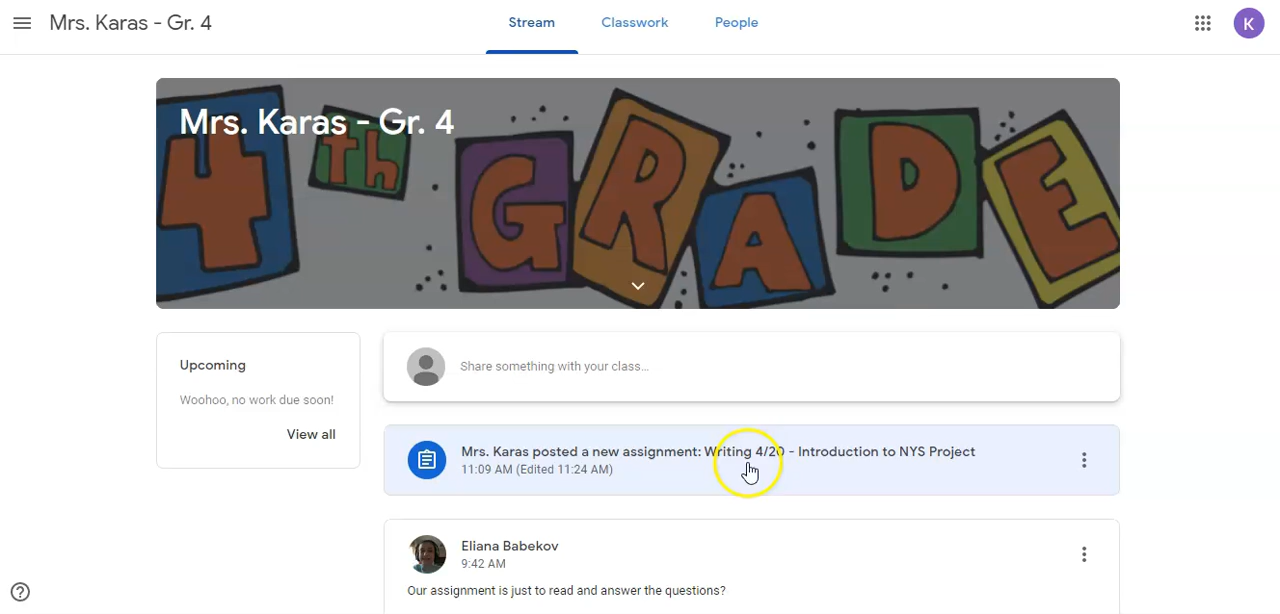 Mrs. Karas - Gr. 4
Stream
Classwork
People
K
Mrs. Karas - Gr. 4
4th GRADE
Upcoming
Woohoo, no work due soon!
View all
Share something with your class...
Mrs. Karas posted a new assignment: Writing 4/20 - Introduction to NYS Project
11:09 AM (Edited 11:24 AM)
Eliana Babekov
9:42 AM
Our assignment is just to read and answer the questions?